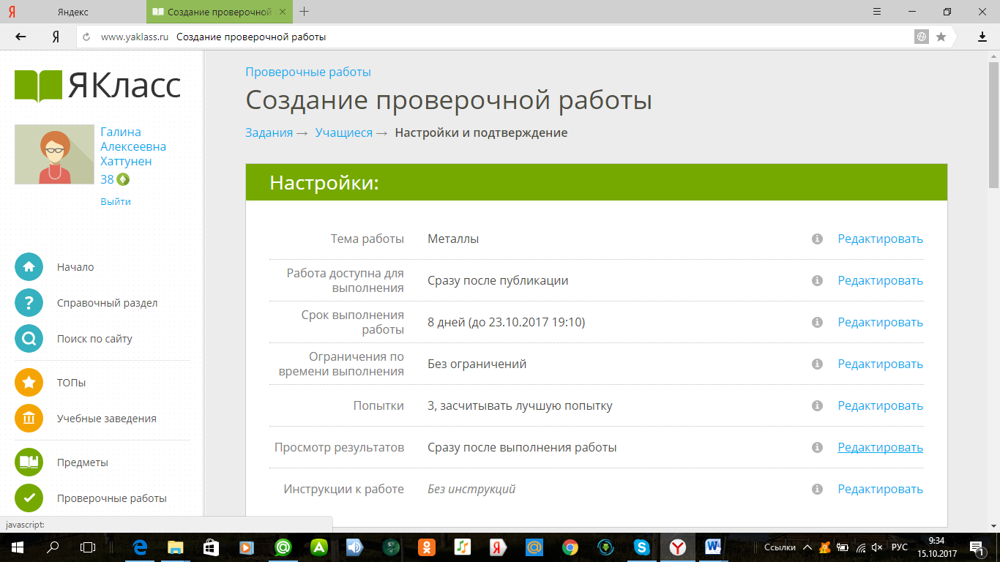 Яндекс
Создание проверочной
www.yaklass.ru Создание проверочной работы
ЯКласс
Галина
Алексеевна
Хаттунен
38
Выйти
Начало
Справочный раздел
Поиск по сайту
ТОПы
Учебные заведения
Предметы
Проверочные работы
Проверочные работы
Создание проверочной работы
Задания → Учащиеся → Настройки и подтверждение
Настройки:
Тема работы Металлы Редактировать
Работа доступна для
выполнения Сразу после публикации Редактировать
Срок выполнения
работы 8 дней (до 23.10.2017 19:10) Редактировать
Ограничения по
времени выполнения Без ограничений Редактировать
Попытки 3, засчитывать лучшую попытку Редактировать
Просмотр результатов Сразу после выполнения работы Редактировать
Инструкции к работе Без инструкций Редактировать
javascript:
Ссылки РУС 9:34
15.10.2017 1